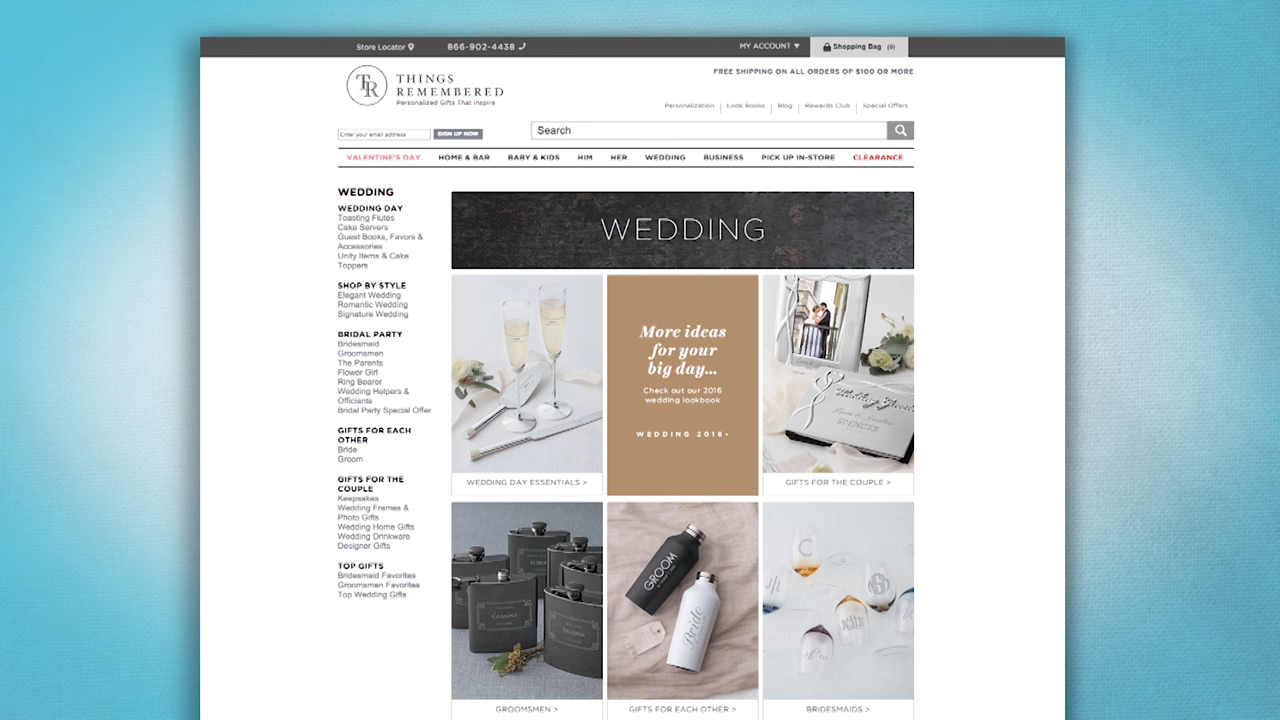 Store Locator
866-902-4438
MY ACCOUNT
Shopping Bag (0)
TR
THINGS
REMEMBERED
Personalized Gifts That Inspire
FREE SHIPPING ON ALL ORDERS OF $100 OR MORE
Personalization | Look Books | Blog | Rewards Club | Special Offers
Enter your email address
SIGN UP NOW
Search
VALENTINE'S DAY HOME & BAR BABY & KIDS HIM HER WEDDING BUSINESS PICK UP IN-STORE CLEARANCE
WEDDING
WEDDING DAY
Toasting Flutes
Cake Servers
Guest Books, Favors &
Accessories
Unity Items & Cake
Toppers
SHOP BY STYLE
Elegant Wedding
Romantic Wedding
Signature Wedding
BRIDAL PARTY
Bridesmaid
Groomsmen
The Parents
Flower Girl
Ring Bearer
Wedding Helpers &
Officiants
Bridal Party Special Offer
GIFTS FOR EACH
OTHER
Bride
Groom
GIFTS FOR THE
COUPLE
Keepsakes
Wedding Frames &
Photo Gifts
Wedding Home Gifts
Wedding Drinkware
Designer Gifts
TOP GIFTS
Bridesmaid Favorites
Groomsmen Favorites
Top Wedding Gifts
WEDDING
More ideas
for your
big day...
Check out our 2016
wedding lookbook
WEDDING 2016
SPENCER
WEDDING DAY ESSENTIALS >
GIFTS FOR THE COUPLE >
GIANNI
GROOM
Bride
C
GROOMSMEN >
GIFTS FOR EACH OTHER >
BRIDESMAIDS >